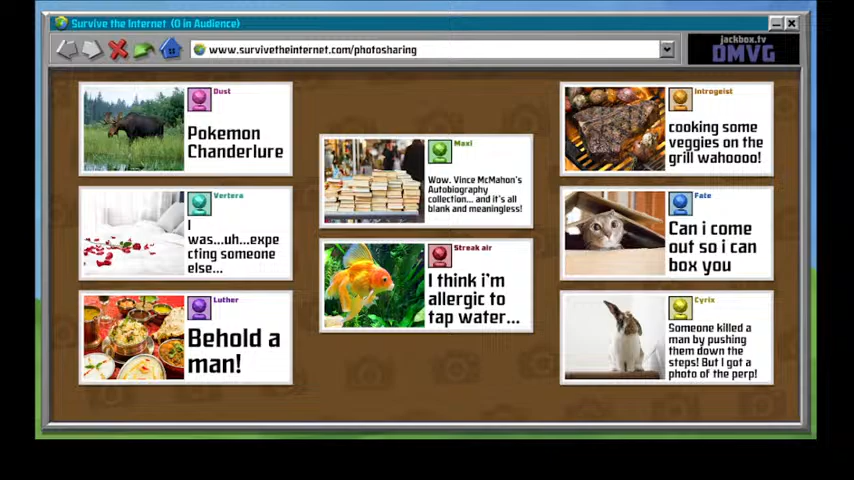 Survive the Internet (0 in Audience)
www.survivetheinternet.com/photosharing
jackbox.tv
DMVG
Dust
Pokemon
Chanderlure
Vertera
I
was...uh...expe
cting someone
else...
Luther
Behold a
man!
Maxi
Wow. Vince McMahon's
Autobiography
collection... and it's all
blank and meaningless!
Streak air
I think i'm
allergic to
tap water...
Introgeist
cooking some
veggies on the
grill wahoooo!
Fate
Can i come
out so i can
box you
Cyrix
Someone killed a
man by pushing
them down the
steps! But I got a
photo of the perp!